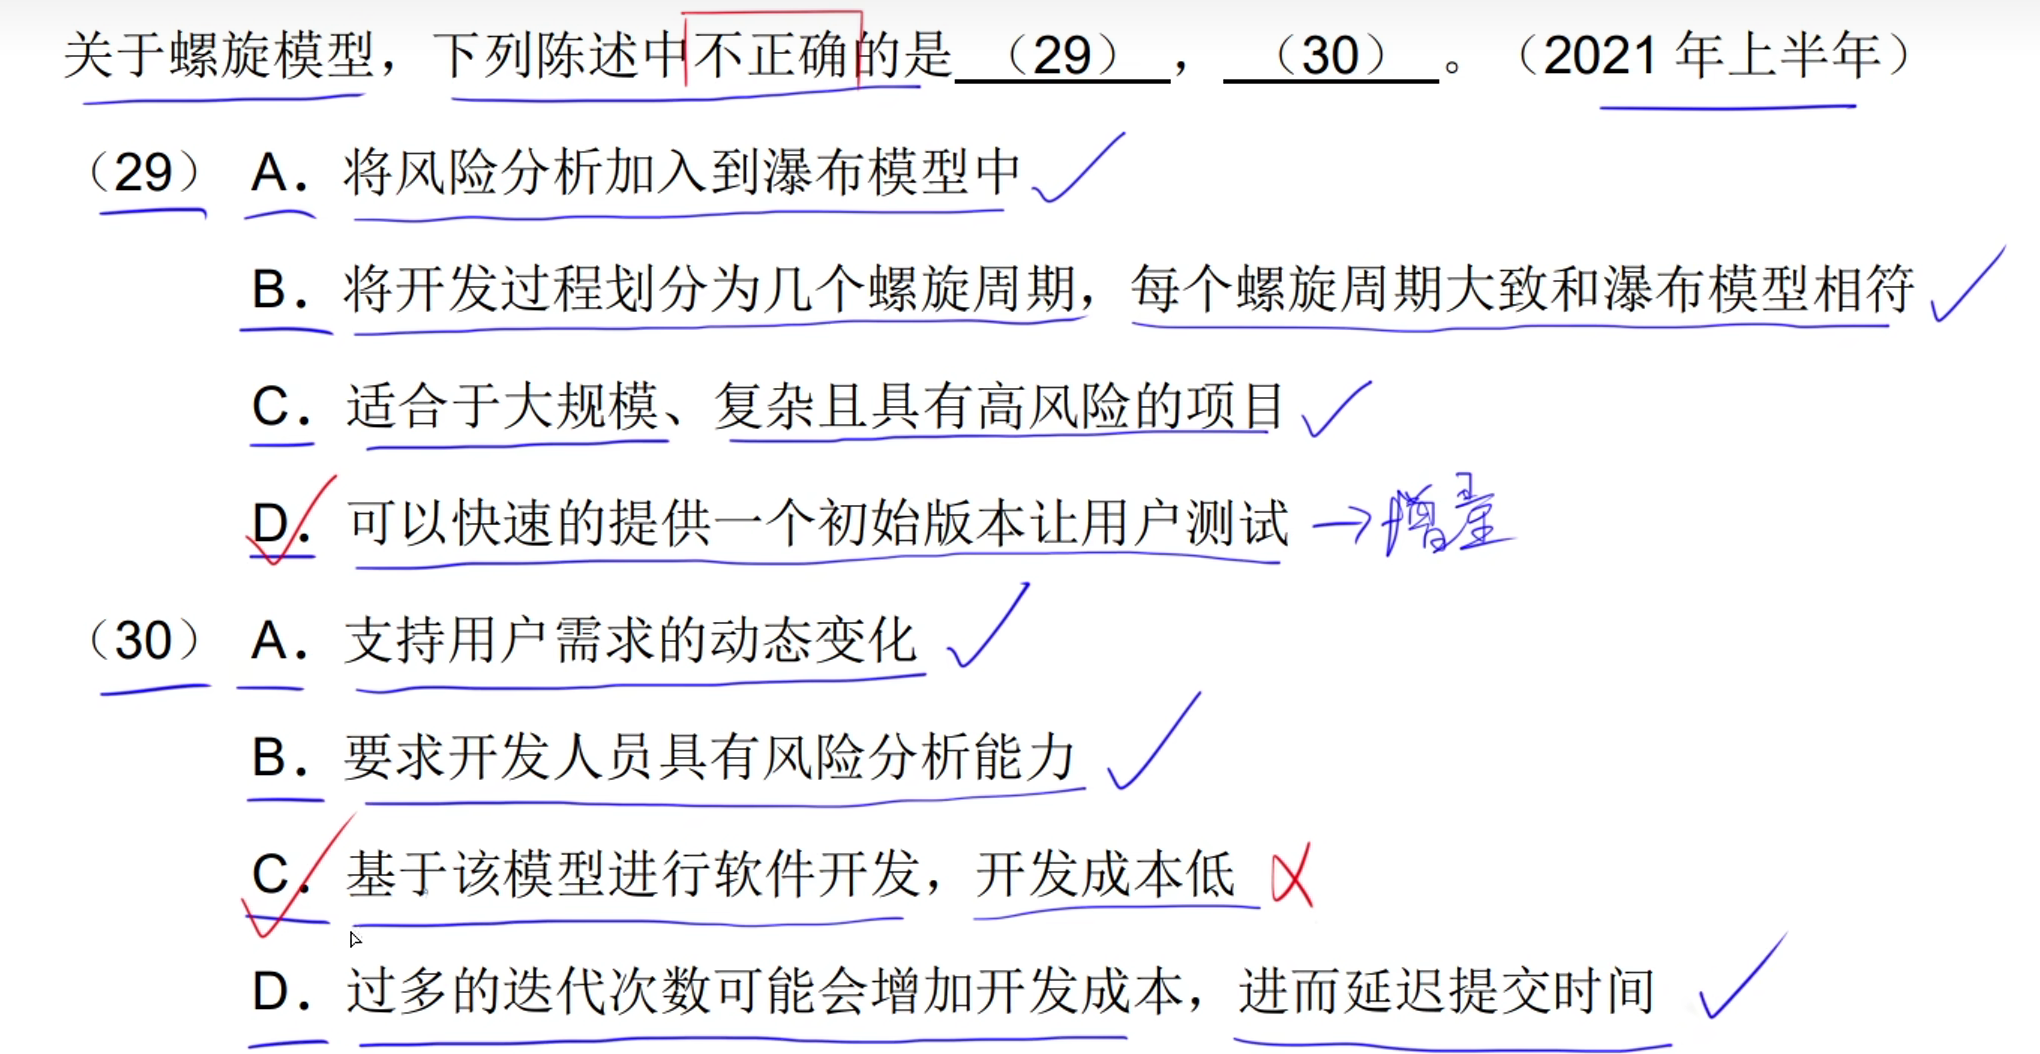 关于螺旋模型，下列陈述中不正确的是（29），（30）。（2021 年上半年）
（29） A．将风险分析加入到瀑布模型中
B．将开发过程划分为几个螺旋周期，每个螺旋周期大致和瀑布模型相符
C．适合于大规模、复杂且具有高风险的项目
D．可以快速的提供一个初始版本让用户测试 →增量
（30） A．支持用户需求的动态变化
B．要求开发人员具有风险分析能力
C．基于该模型进行软件开发，开发成本低
D．过多的迭代次数可能会增加开发成本，进而延迟提交时间